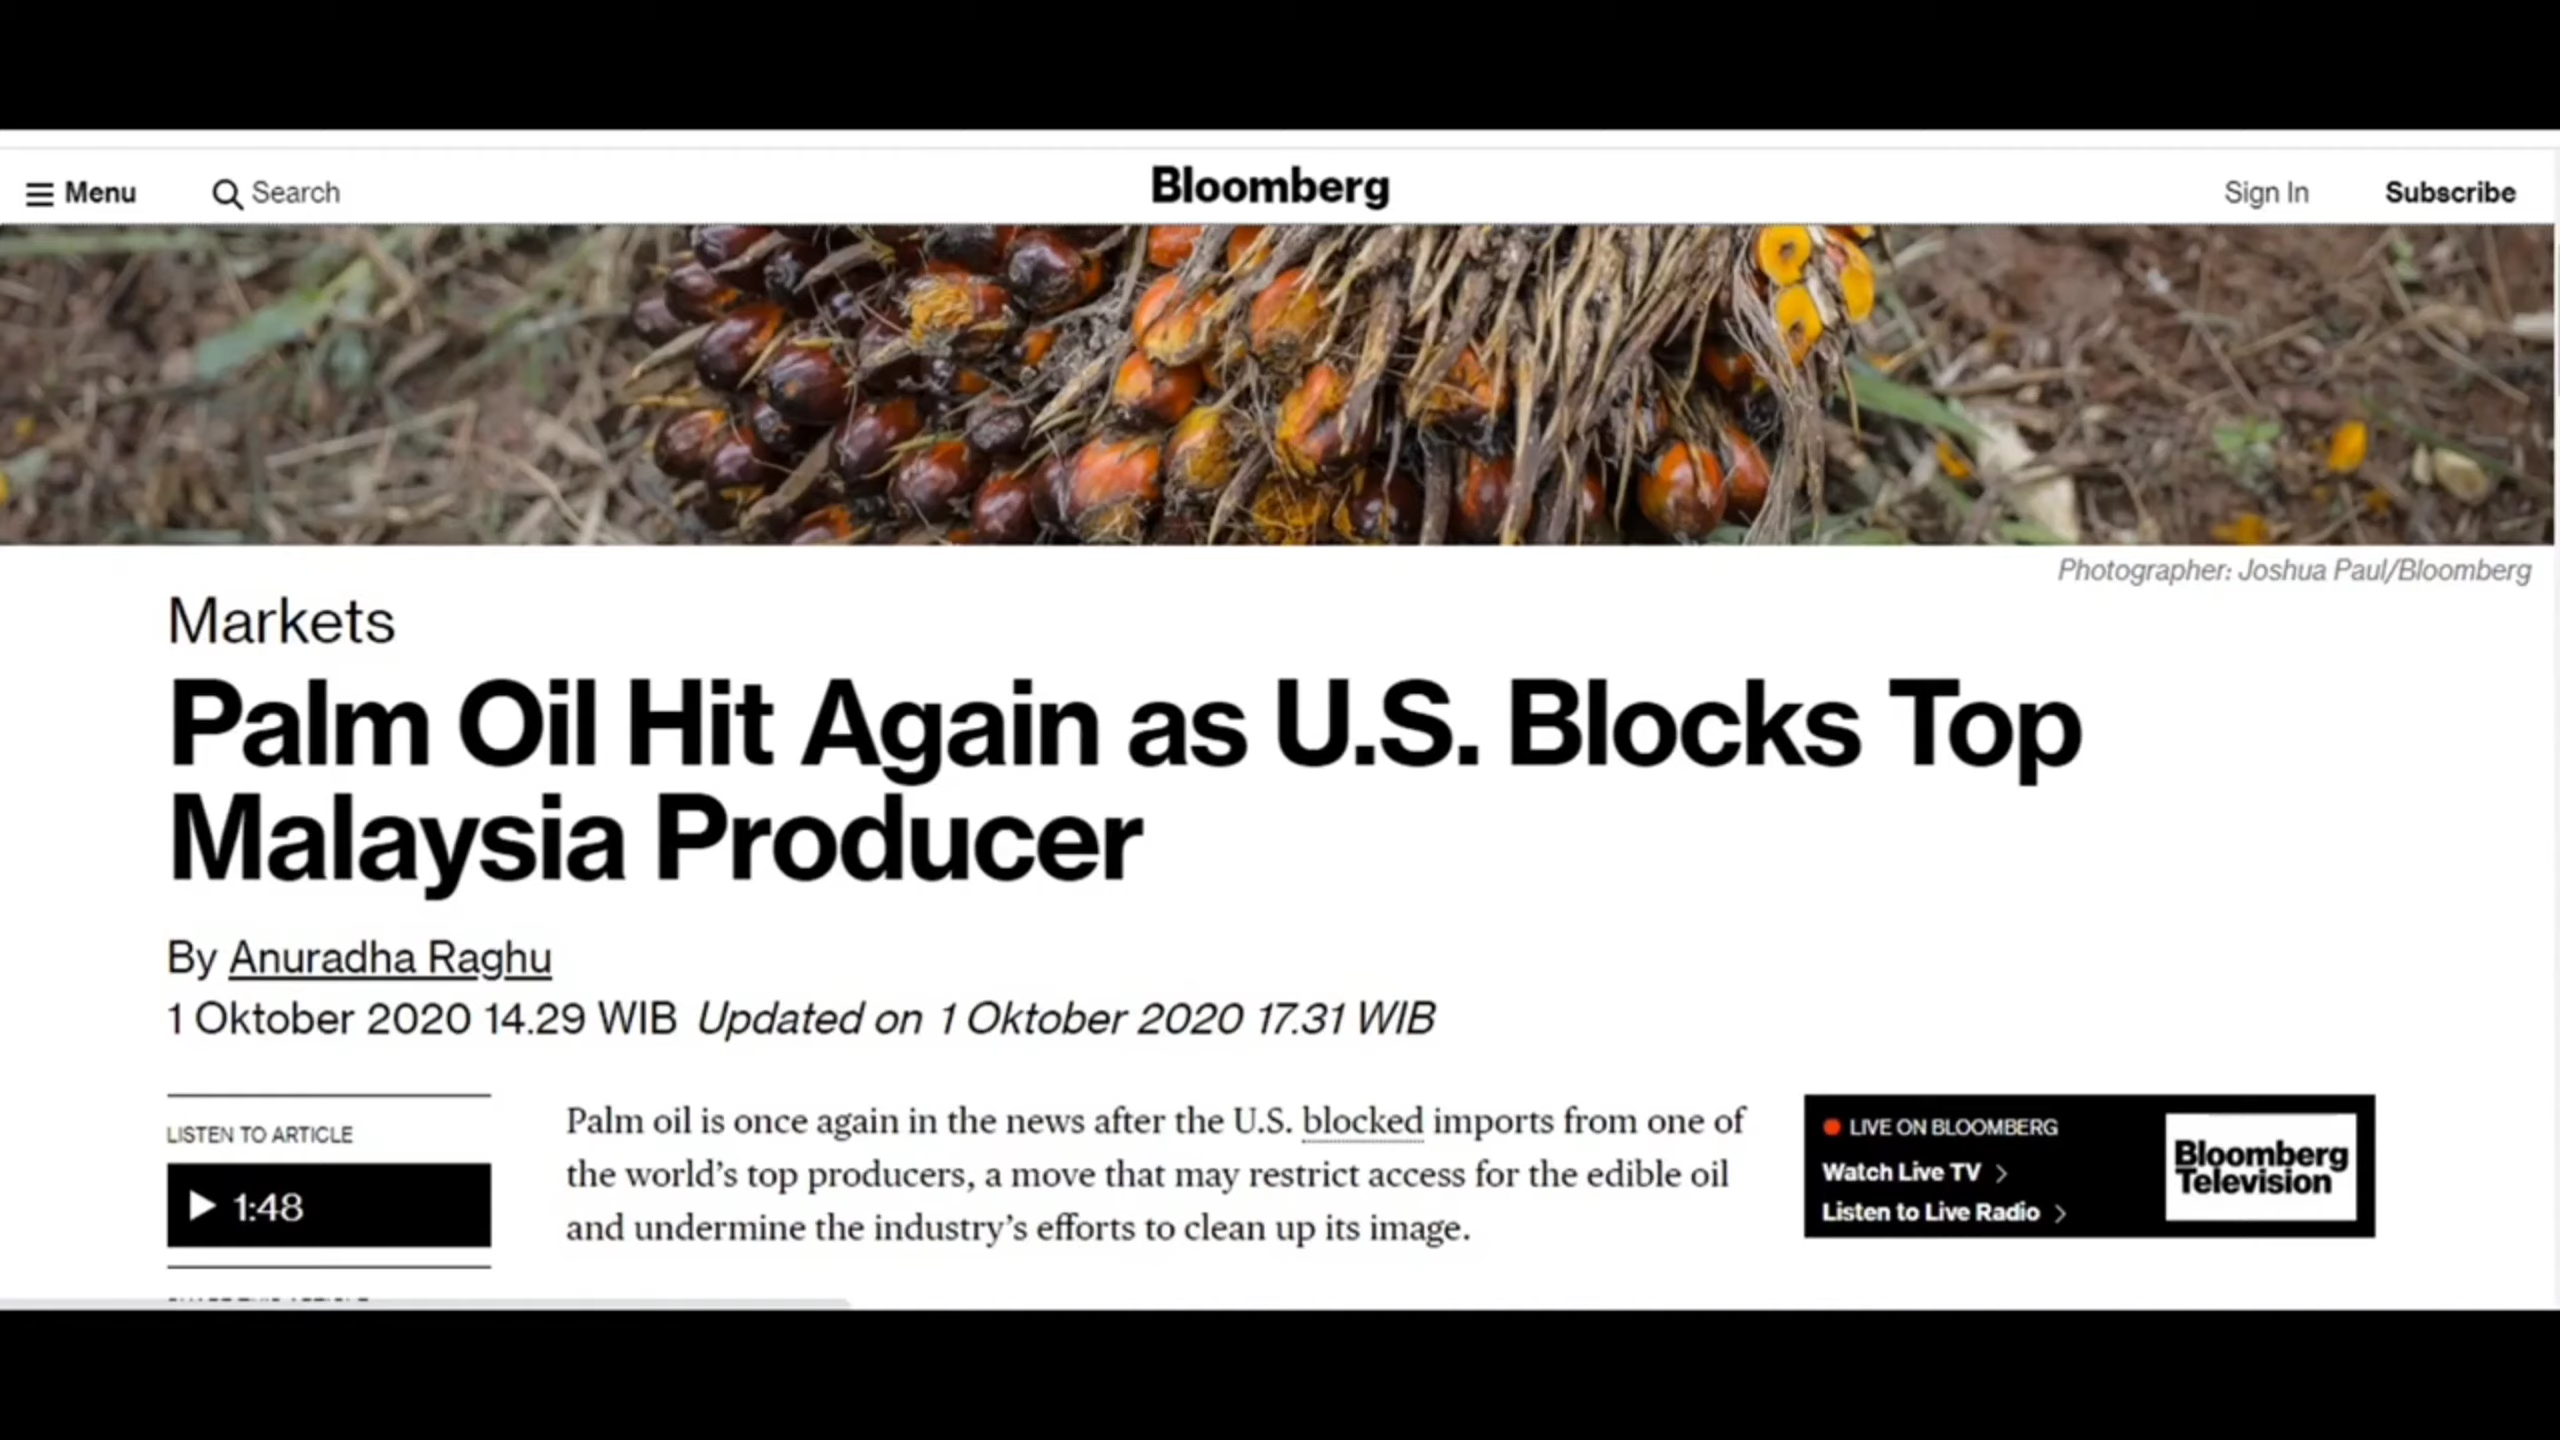 Menu
Search
Bloomberg
Sign In
Subscribe
Photographer: Joshua Paul/Bloomberg
Markets
Palm Oil Hit Again as U.S. Blocks Top
Malaysia Producer
By Anuradha Raghu
1 Oktober 2020 14.29 WIB Updated on 1 Oktober 2020 17.31 WIB
LISTEN TO ARTICLE
1:48
Palm oil is once again in the news after the U.S. blocked imports from one of
the world's top producers, a move that may restrict access for the edible oil
and undermine the industry's efforts to clean up its image.
LIVE ON BLOOMBERG
Watch Live TV
Listen to Live Radio
Bloomberg
Television